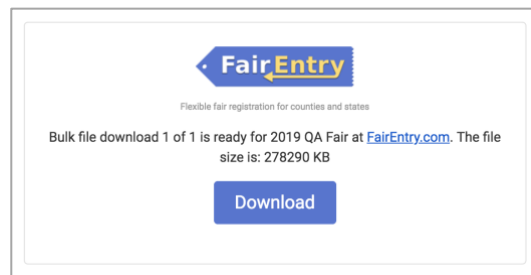 FairEntry
Flexible fair registration for counties and states
Bulk file download 1 of 1 is ready for 2019 QA Fair at FairEntry.com. The file
size is: 278290 KB
Download